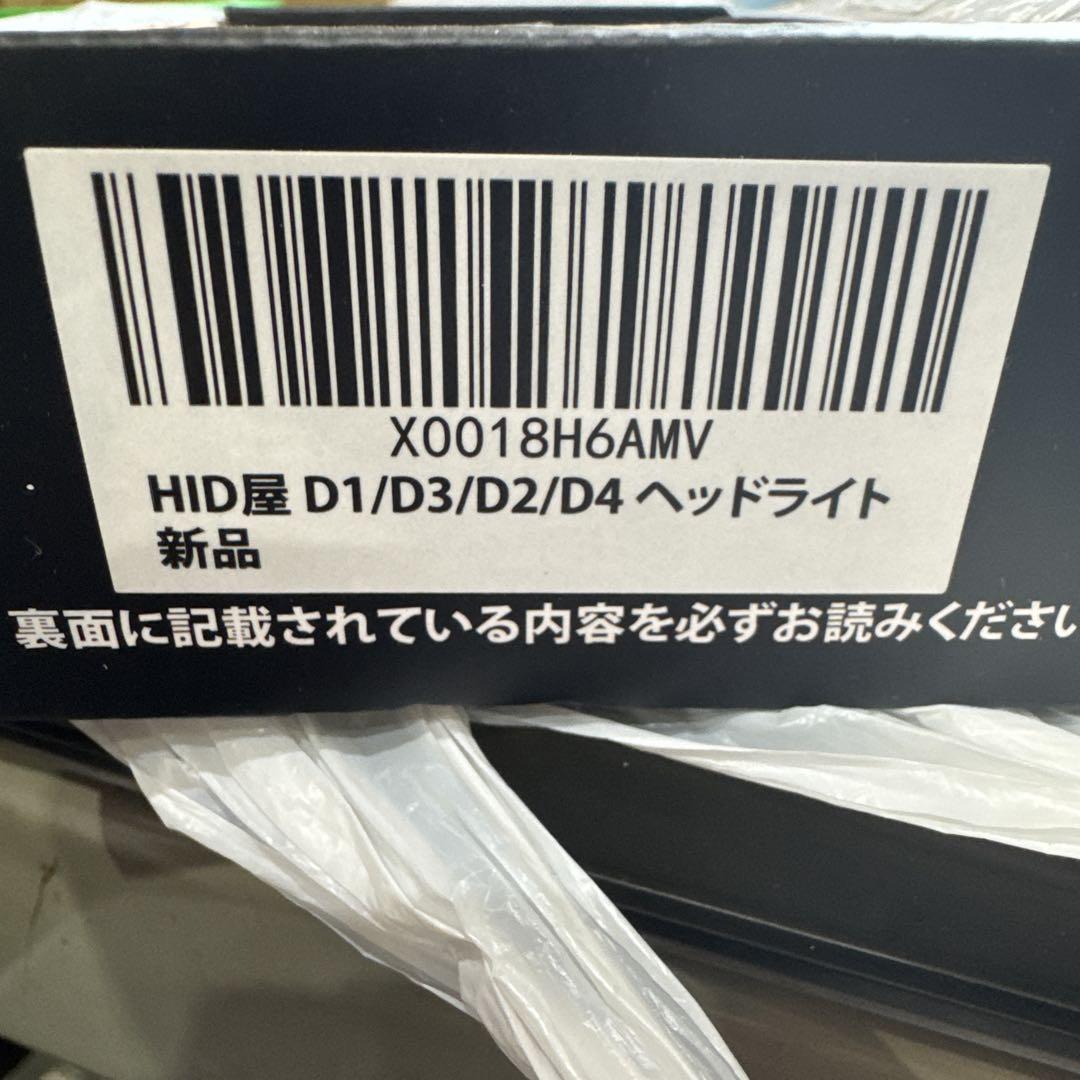 X0018H6AMV
HID屋 D1/D3/D2/D4 ヘッドライト
新品
裏面に記載されている内容を必ずお読みください